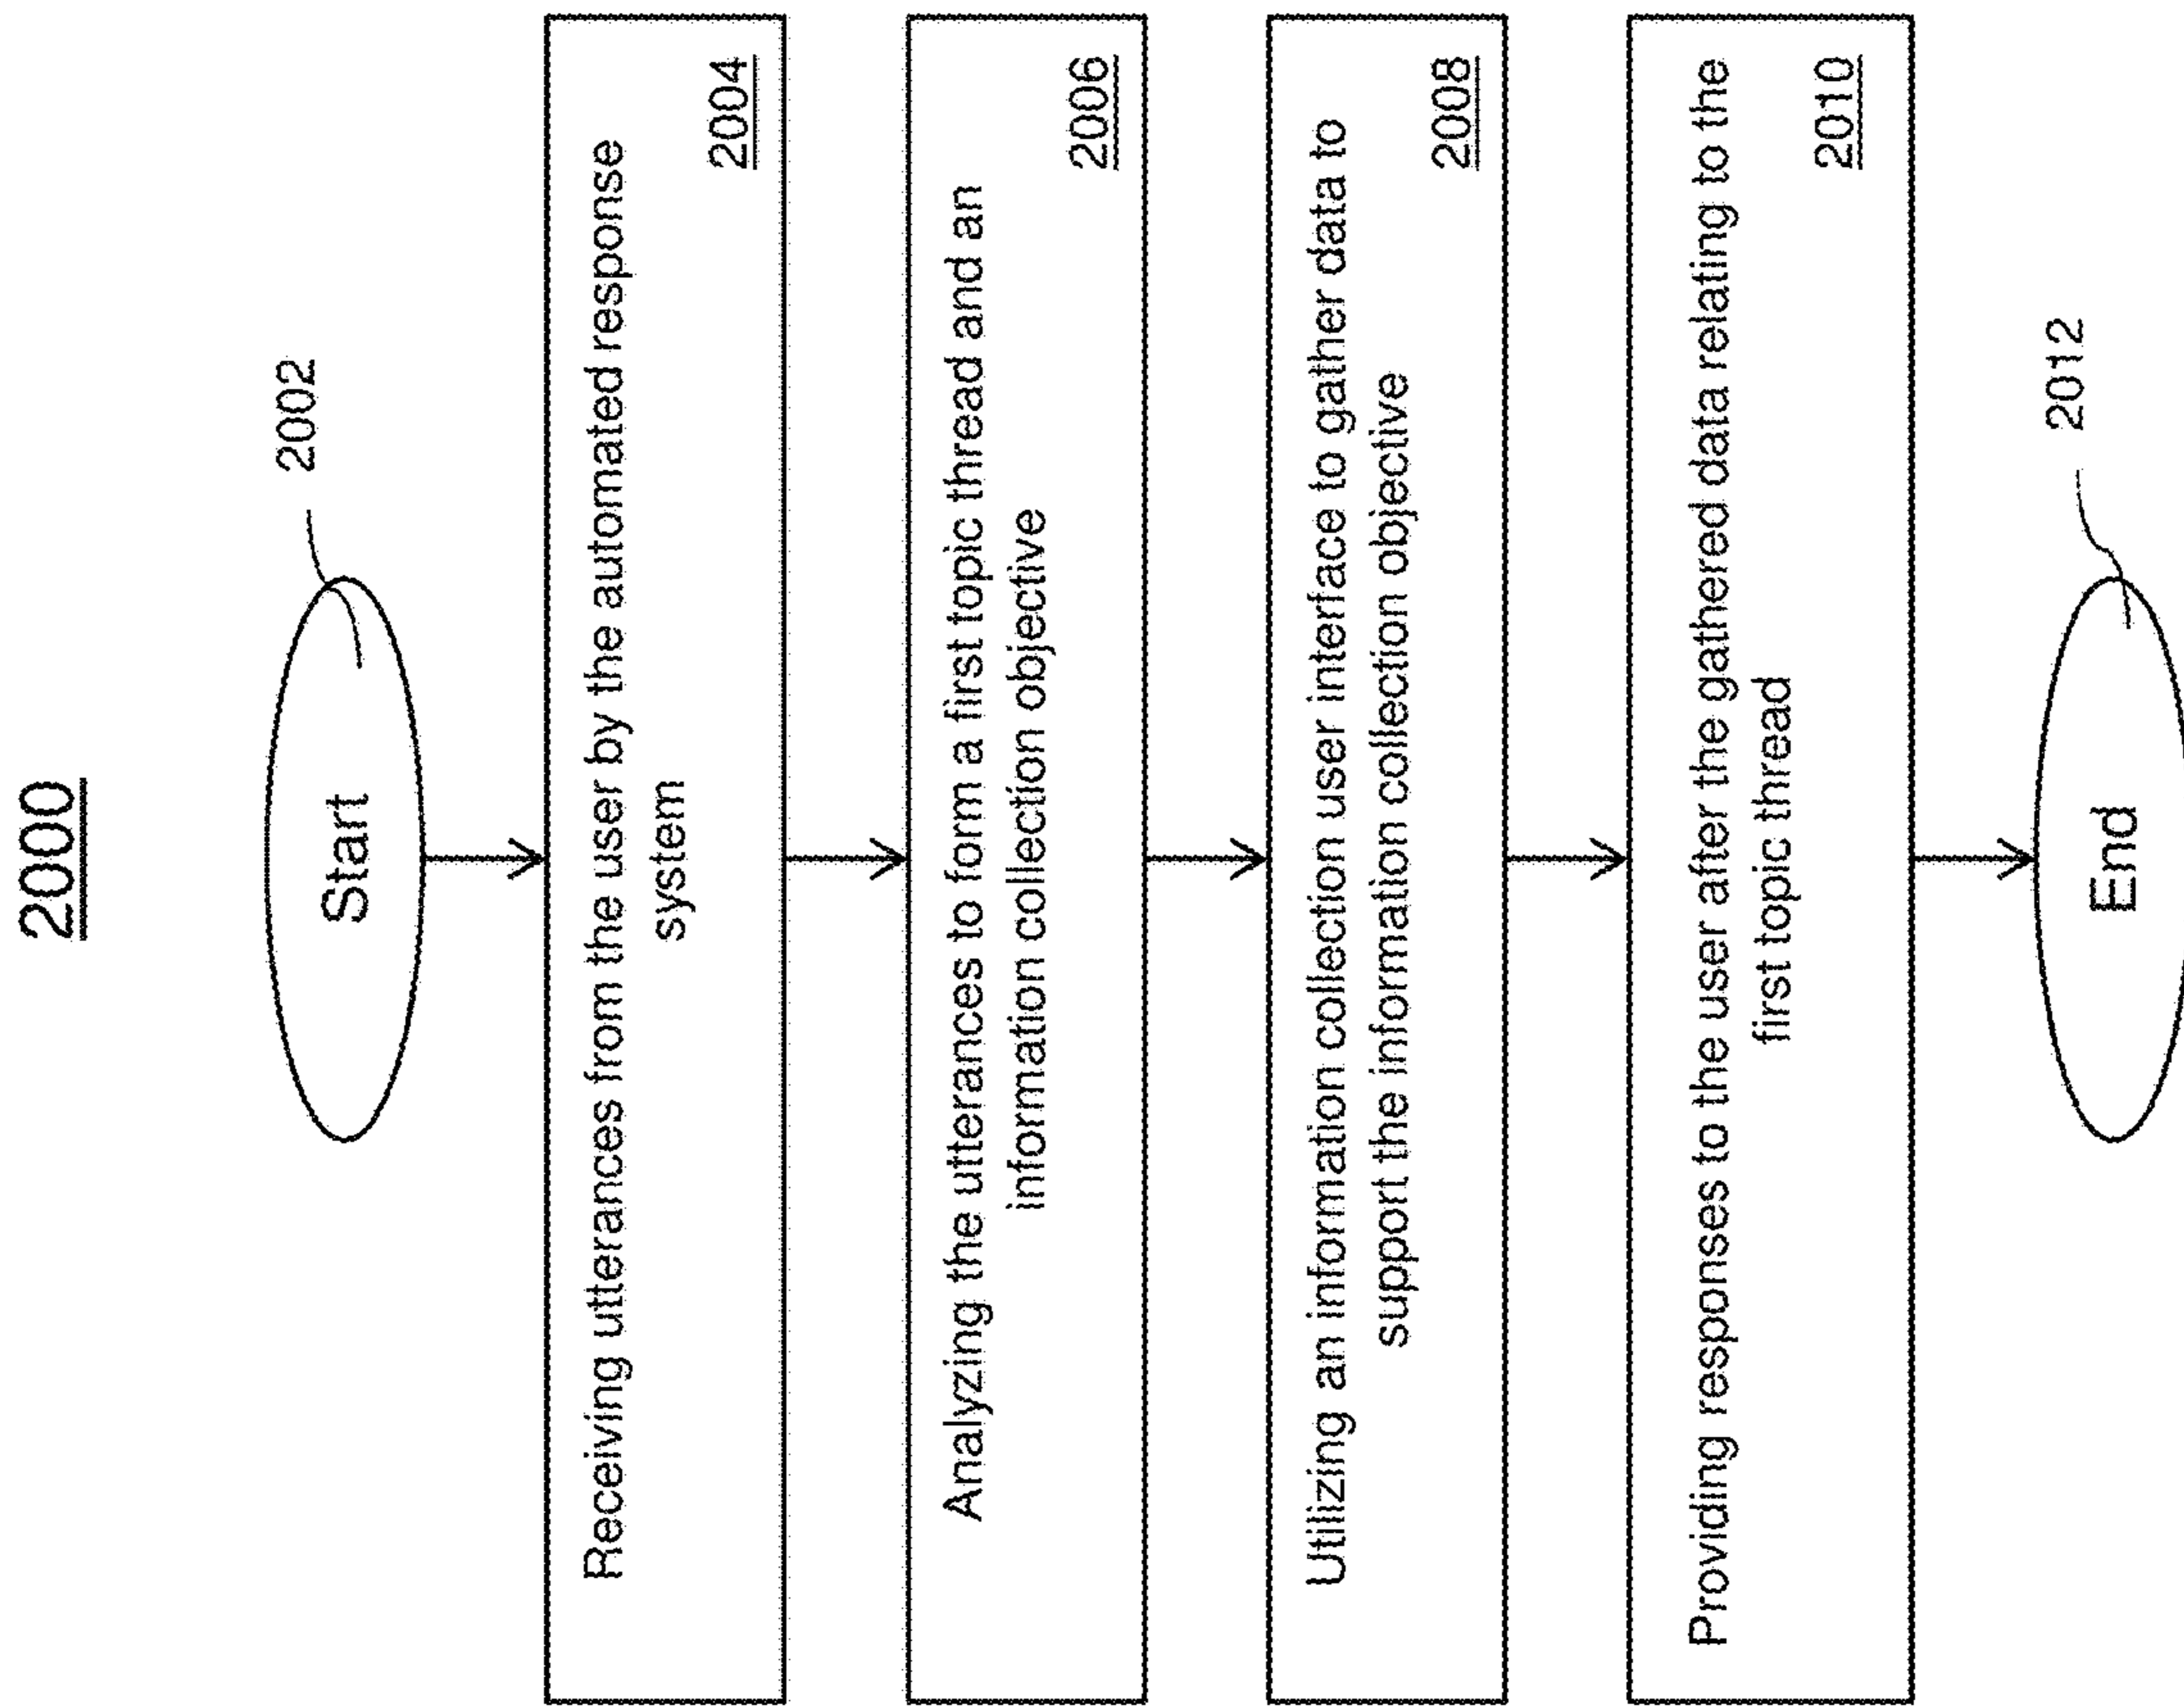 2000
Start
2002
Receiving utterances from the user by the automated response
system
2004
Analyzing the utterances to form a first topic thread and an
information collection objective
2006
Utilizing an information collection user interface to gather data to
support the information collection objective
2008
Providing responses to the user after the gathered data relating to the
first topic thread
2010
End
2012